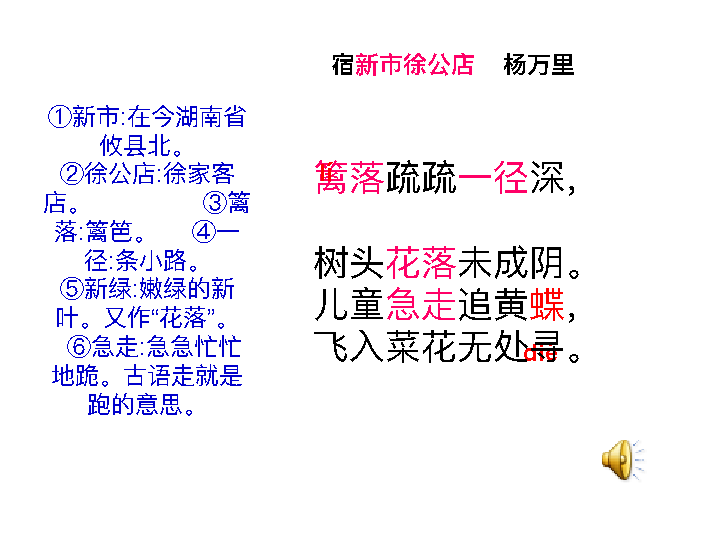 宿新市徐公店 杨万里
①新市:在今湖南省
攸县北。
②徐公店:徐家客
店。 ③篱
落:篱笆。 ④一
径:条小路。
⑤新绿:嫩绿的新
叶。又作“花落”。
⑥急走:急急忙忙
地跪。古语走就是
跑的意思。
篱落疏疏一径深,
树头花落未成阴。
儿童急走追黄蝶,
飞入菜花无处寻。
die